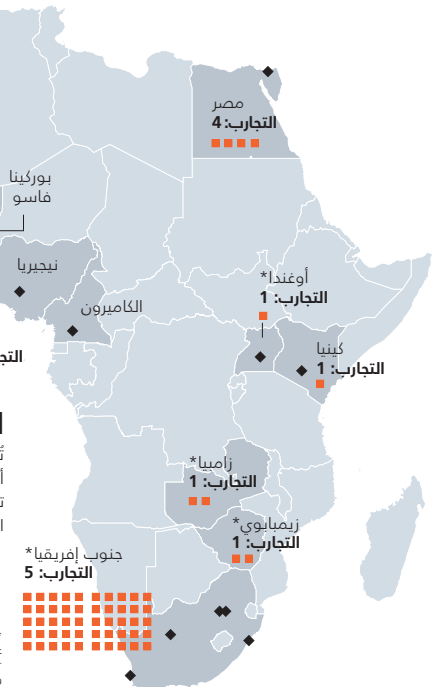 مصر
التجارب: 4
بوركينا
فاسو
نيجيريا
الكاميرون
أوغندا*
التجارب: 1
كينيا
التجارب: 1
زامبيا*
التجارب: 1
زيمبابوي*
التجارب: 1
جنوب إفريقيا*
التجارب: 5